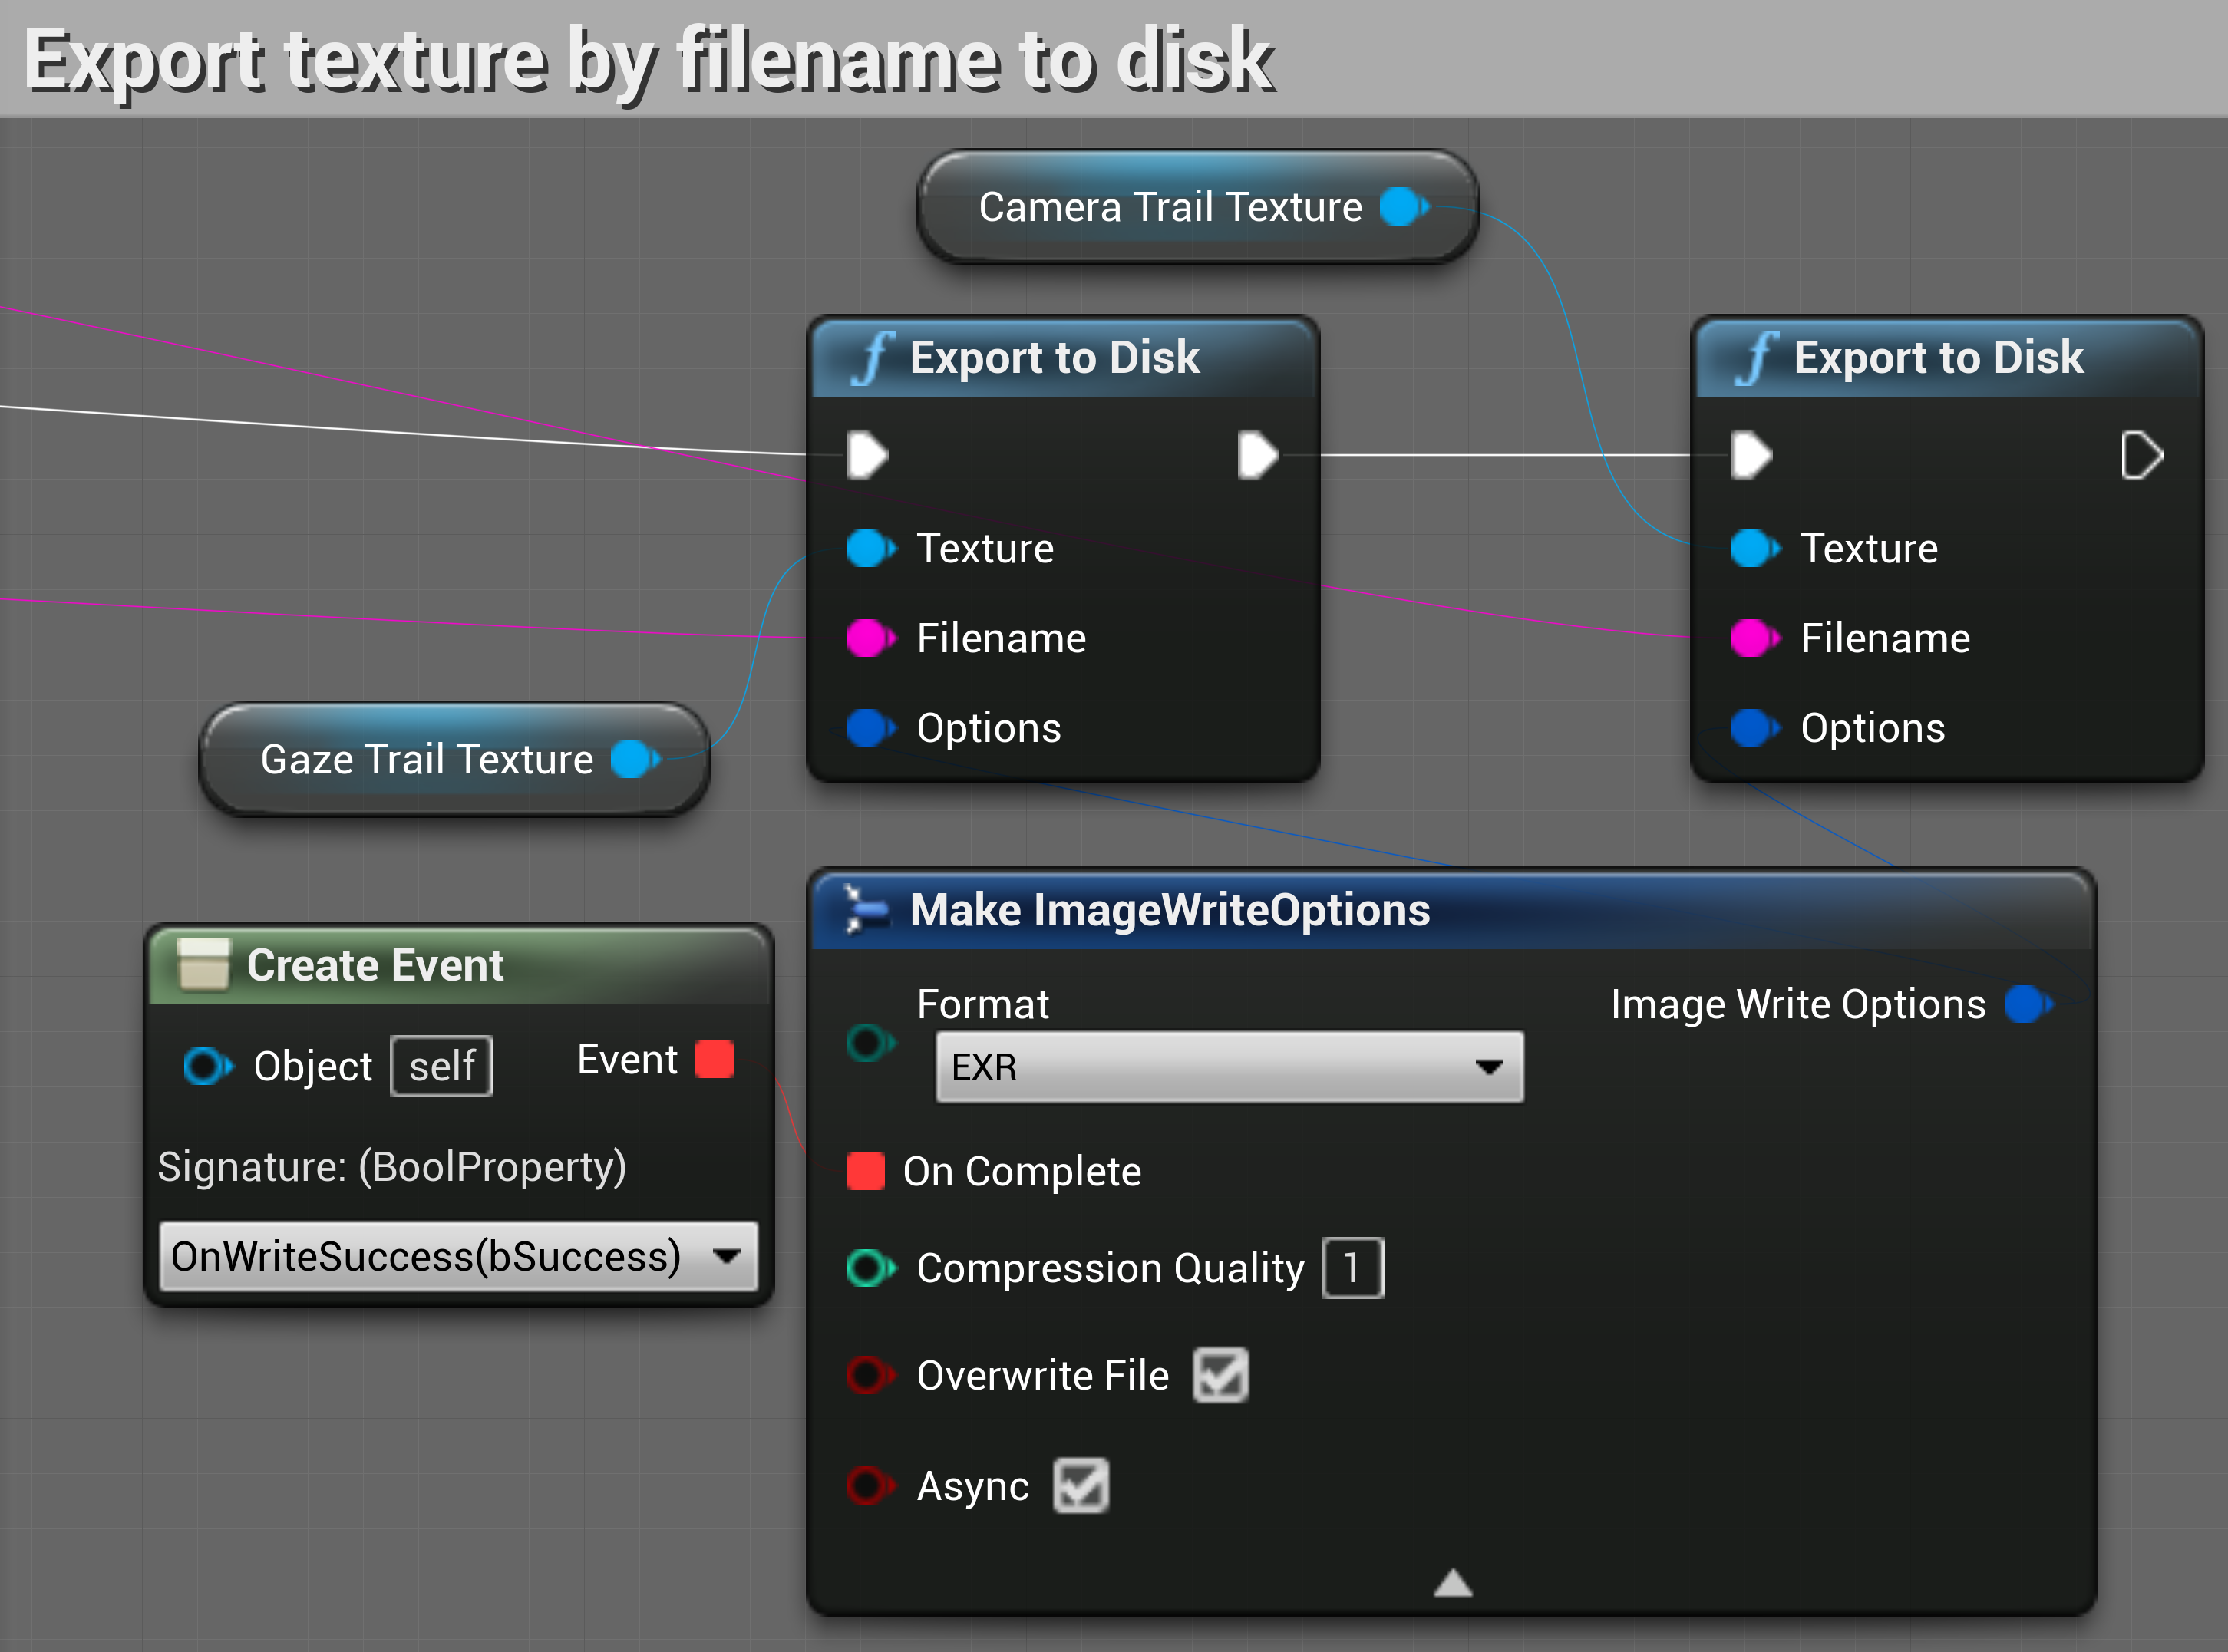 Export texture by filename to disk
Camera Trail Texture
Export to Disk
Texture
Filename
Options
Export to Disk
Texture
Filename
Options
Gaze Trail Texture
Create Event
Object self Event
Signature: (BoolProperty)
OnWriteSuccess(bSuccess)
Make ImageWriteOptions
Format Image Write Options
EXR
On Complete
Compression Quality 1
Overwrite File
Async